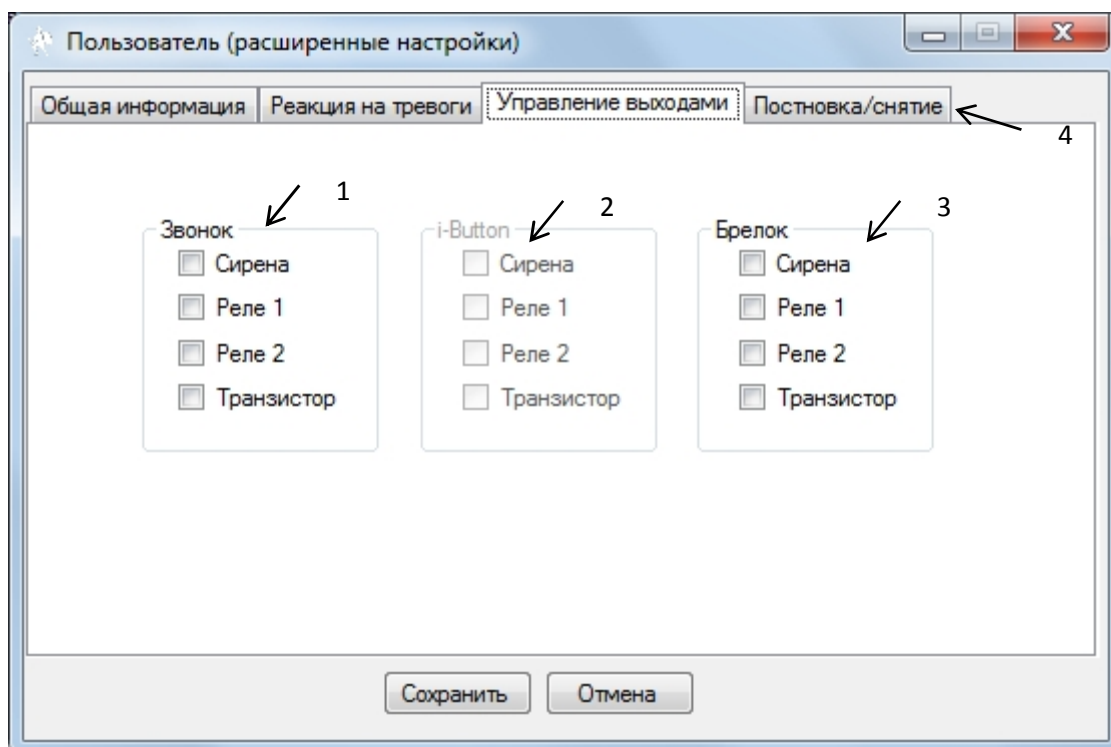 Пользователь (расширенные настройки)
Общая информация Реакция на тревоги Управление выходами Постновка/снятие
4
1 2 3
Звонок i-Button Брелок
Сирена Сирена Сирена
Реле 1 Реле 1 Реле 1
Реле 2 Реле 2 Реле 2
Транзистор Транзистор Транзистор
Сохранить Отмена